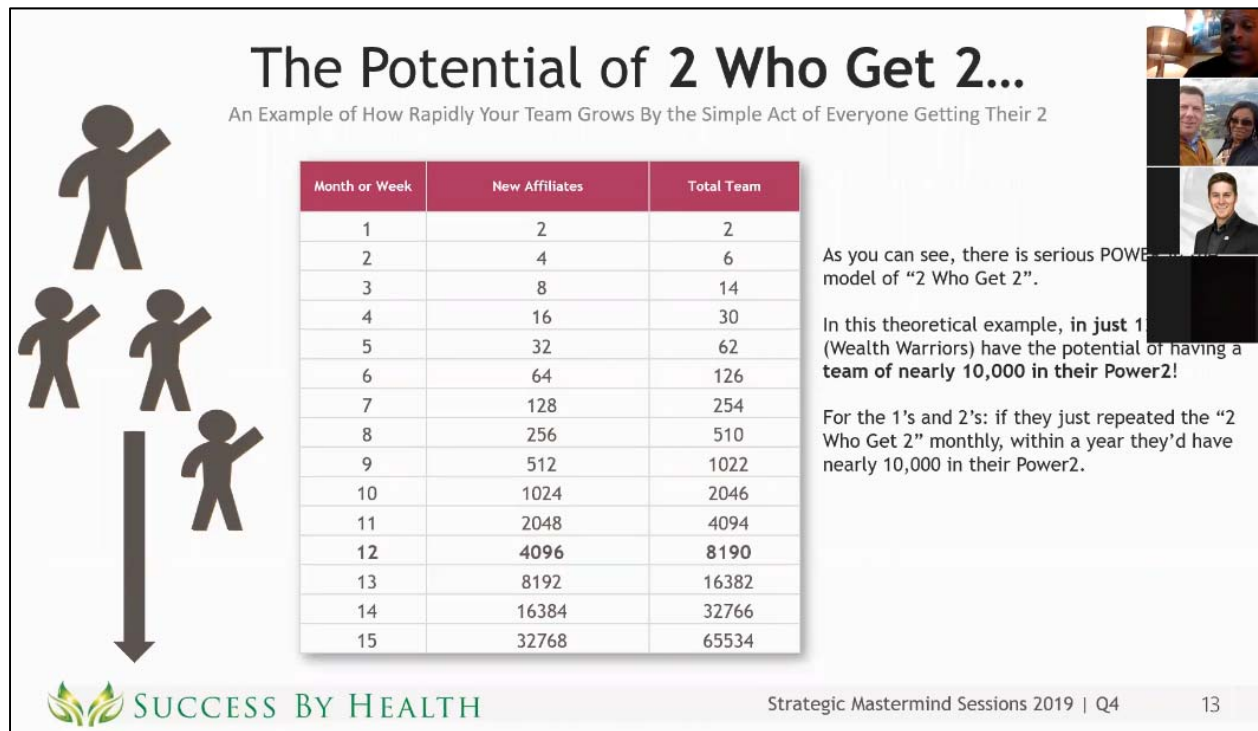 The Potential of 2 Who Get 2...
An Example of How Rapidly Your Team Grows By the Simple Act of Everyone Getting Their 2
Month or Week New Affiliates Total Team
1 2 2
2 4 6
3 8 14
4 16 30
5 32 62
6 64 126
7 128 254
8 256 510
9 512 1022
10 1024 2046
11 2048 4094
12 4096 8190
13 8192 16382
14 16384 32766
15 32768 65534
As you can see, there is serious
model of “2 Who Get 2”.
In this theoretical example, in just
(Wealth Warriors) have the potential of having a
team of nearly 10,000 in their Power2!
For the 1’s and 2’s: if they just repeated the “2
Who Get 2” monthly, within a year they’d have
nearly 10,000 in their Power2.
SUCCESS BY HEALTH
Strategic Mastermind Sessions 2019 | Q4 13